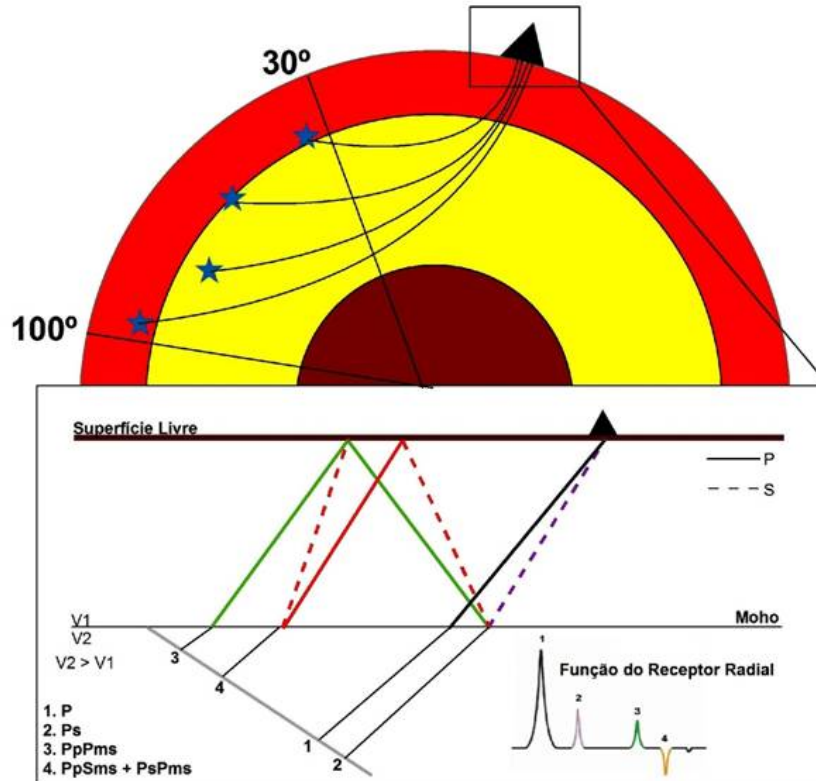 30º
100º
Superfície Livre
P
S
V1
V2
V2 > V1
Moho
3
4
1
2
1. P
2. Ps
3. PpPms
4. PpSms + PsPms
Função do Receptor Radial
1
2
3
4